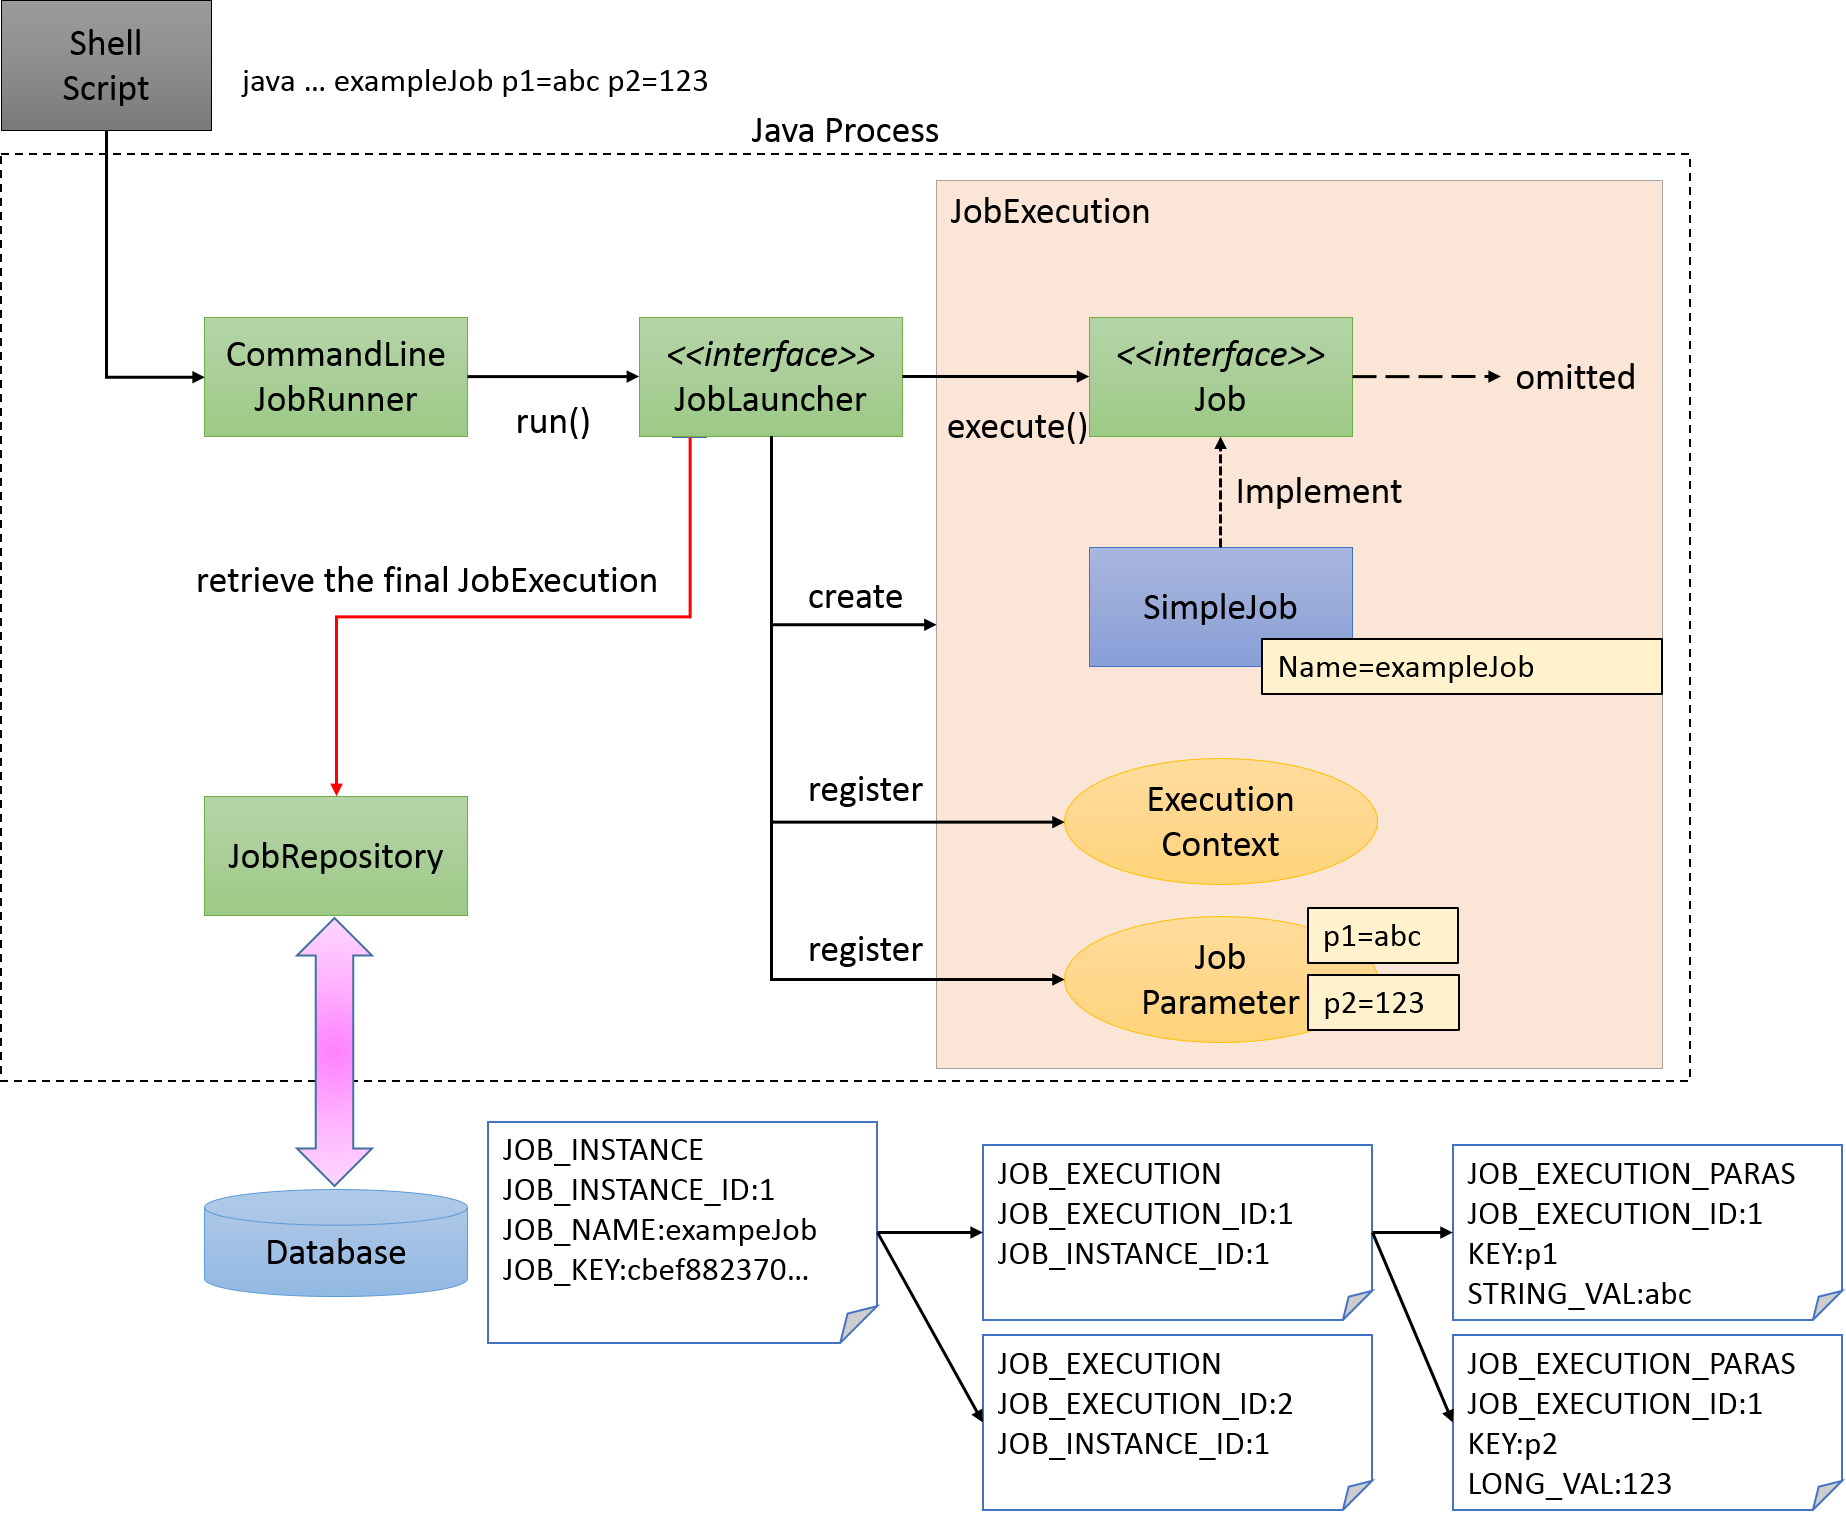 Shell
Script
java ... exampleJob p1=abc p2=123
Java Process
JobExecution
CommandLine
JobRunner
run()
<<interface>>
JobLauncher
execute()
<<interface>>
Job
omitted
Implement
SimpleJob
Name=exampleJob
retrieve the final JobExecution
create
register
Execution
Context
JobRepository
register
Job
Parameter
p1=abc
p2=123
Database
JOB_INSTANCE
JOB_INSTANCE_ID:1
JOB_NAME:exampeJob
JOB_KEY:cbef882370...
JOB_EXECUTION
JOB_EXECUTION_ID:1
JOB_INSTANCE_ID:1
JOB_EXECUTION_PARAS
JOB_EXECUTION_ID:1
KEY:p1
STRING_VAL:abc
JOB_EXECUTION
JOB_EXECUTION_ID:2
JOB_INSTANCE_ID:1
JOB_EXECUTION_PARAS
JOB_EXECUTION_ID:1
KEY:p2
LONG_VAL:123